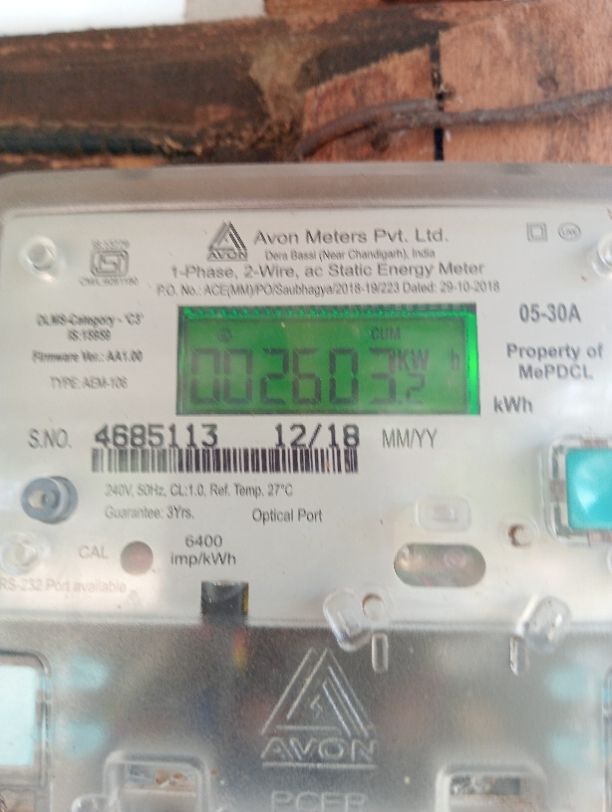 Avon Meters Pvt. Ltd.
AVON
Dera Bassi (Near Chandigarh), India
1-Phase, 2-Wire, ac Static Energy Meter
P.O. No.: ACE(MM)/PO/Saubhagya/2018-19/223 Dated: 29-10-2018
DLMS-Category - 'C3'
IS:15959
Firmware Ver.: AA1.00
TYPE: AEM-106
CUM
002603.2 KWh
05-30A
Property of
MePDCL
kWh
S.NO. 4685113 12/18 MM/YY
240V, 50Hz, CL:1.0, Ref. Temp. 27°C
Guarantee: 3Yrs. Optical Port
CAL 6400
imp/kWh
RS-232 Port available
AVON